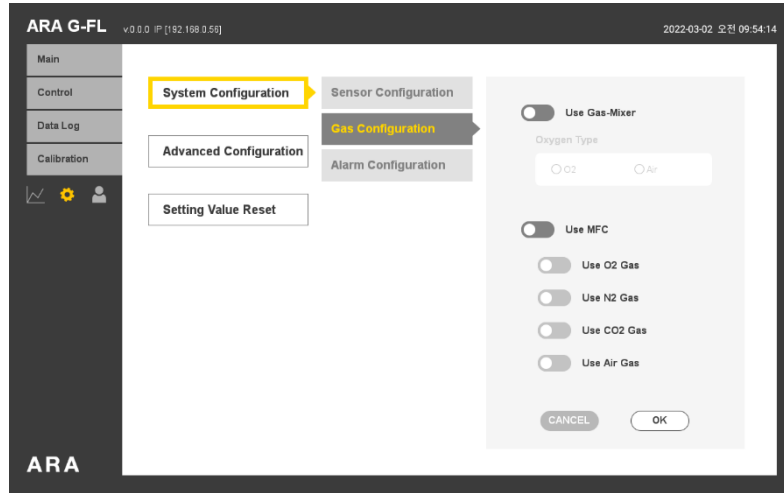 ARA G-FL v.0.0.0 IP [192.168.0.56] 2022-03-02 오전 09:54:14
Main
Control
Data Log
Calibration
System Configuration
Advanced Configuration
Setting Value Reset
Sensor Configuration
Gas Configuration
Alarm Configuration
Use Gas-Mixer
Oxygen Type
O2 Air
Use MFC
Use O2 Gas
Use N2 Gas
Use CO2 Gas
Use Air Gas
CANCEL OK
ARA